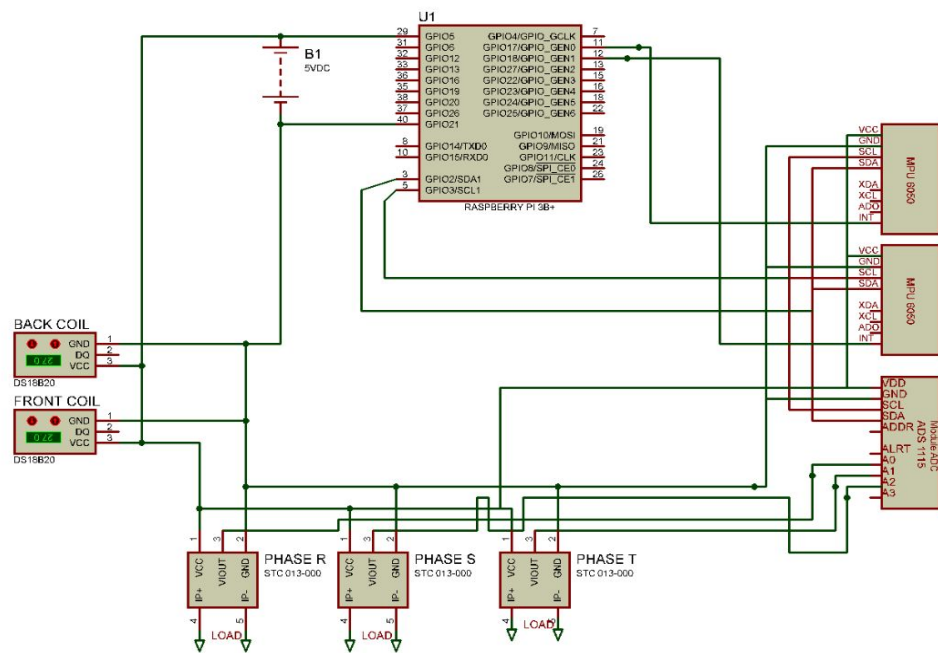 U1
29 GPIO5
31 GPIO6
32 GPIO12
33 GPIO13
36 GPIO16
35 GPIO19
38 GPIO20
37 GPIO26
40 GPIO21
8 GPIO14/TXD0
10 GPIO15/RXD0
3 GPIO2/SDA1
5 GPIO3/SCL1
GPIO4/GPIO_GCLK 7
GPIO17/GPIO_GEN0 11
GPIO18/GPIO_GEN1 12
GPIO27/GPIO_GEN2 13
GPIO22/GPIO_GEN3 15
GPIO23/GPIO_GEN4 16
GPIO24/GPIO_GEN5 18
GPIO25/GPIO_GEN6 22
GPIO10/MOSI 19
GPIO9/MISO 21
GPIO11/CLK 23
GPIO8/SPI_CE0 24
GPIO7/SPI_CE1 26
RASPBERRY PI 3B+
B1
5VDC
VCC
GND
SCL
SDA
XDA
XCL
ADO
INT
MPU 6050
VCC
GND
SCL
SDA
XDA
XCL
ADO
INT
MPU 6050
VDD
GND
SCL
SDA
ADDR
ALRT
A0
A1
A2
A3
Module ADC
ADS 1115
BACK COIL
27.0
GND 1
DQ 2
VCC 3
DS18B20
FRONT COIL
27.0
GND 1
DQ 2
VCC 3
DS18B20
1 3 2
VCC VIOUT GND
IP+ IP-
4 5
PHASE R
STC 013-000
LOAD
1 3 2
VCC VIOUT GND
IP+ IP-
4 5
PHASE S
STC 013-000
LOAD
1 3 2
VCC VIOUT GND
IP+ IP-
4 5
PHASE T
STC 013-000
LOAD